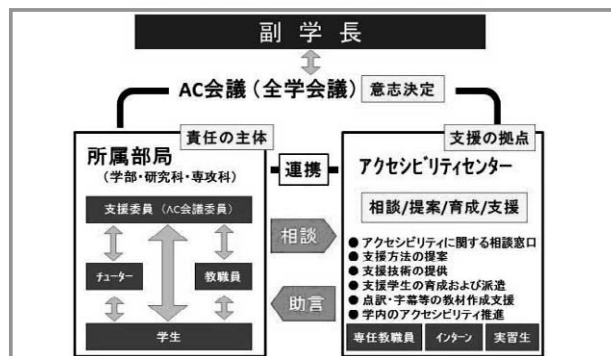 副学長
AC会議（全学会議） 意志決定
責任の主体
所属部局
（学部・研究科・専攻科）
支援委員（AC会議委員）
チューター 教職員
学生
連携
相談
助言
支援の拠点
アクセシビリティセンター
相談/提案/育成/支援
● アクセシビリティに関する相談窓口
● 支援方法の提案
● 支援技術の提供
● 支援学生の育成および派遣
● 点訳・字幕等の教材作成支援
● 学内のアクセシビリティ推進
専任教職員 インターン 実習生